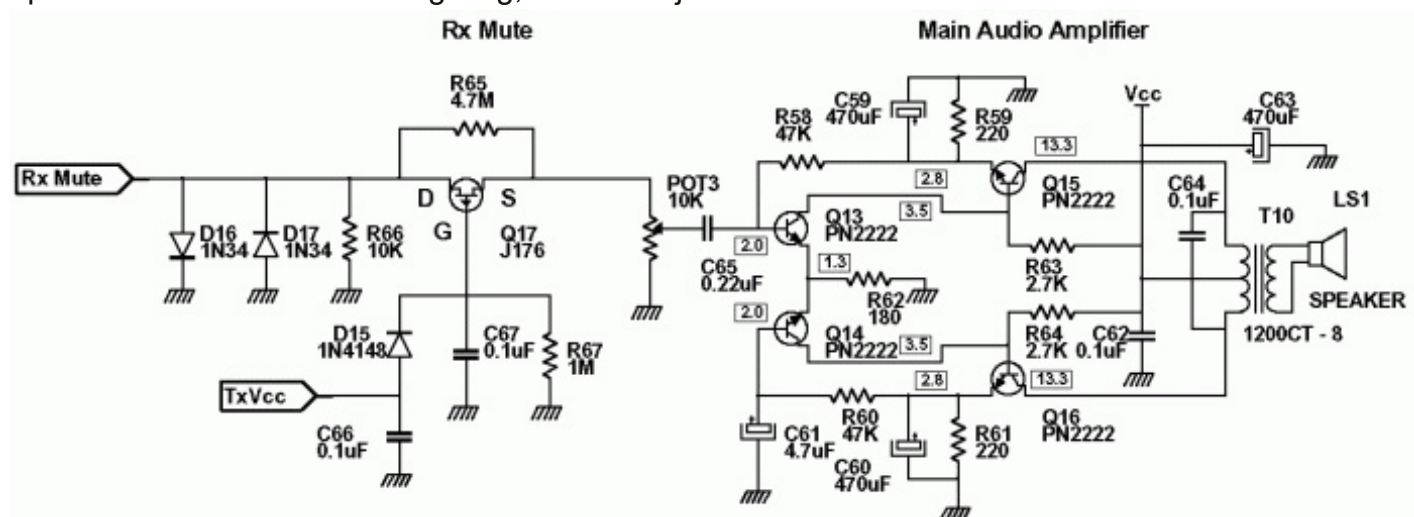 Rx Mute
Main Audio Amplifier
R65
4.7M
Rx Mute
D
S
G
Q17
J176
D16
1N34
D17
1N34
R66
10K
D15
1N4148
TxVcc
C66
0.1uF
C67
0.1uF
R67
1M
POT3
10K
C65
0.22uF
R58
47K
C59
470uF
R59
220
2.8
13.3
Q15
PN2222
2.0
Q13
PN2222
3.5
1.3
R62
180
R63
2.7K
2.0
Q14
PN2222
3.5
R64
2.7K
2.8
13.3
Q16
PN2222
C61
4.7uF
R60
47K
C60
470uF
R61
220
Vcc
C63
470uF
C64
0.1uF
C62
0.1uF
T10
1200CT - 8
LS1
SPEAKER